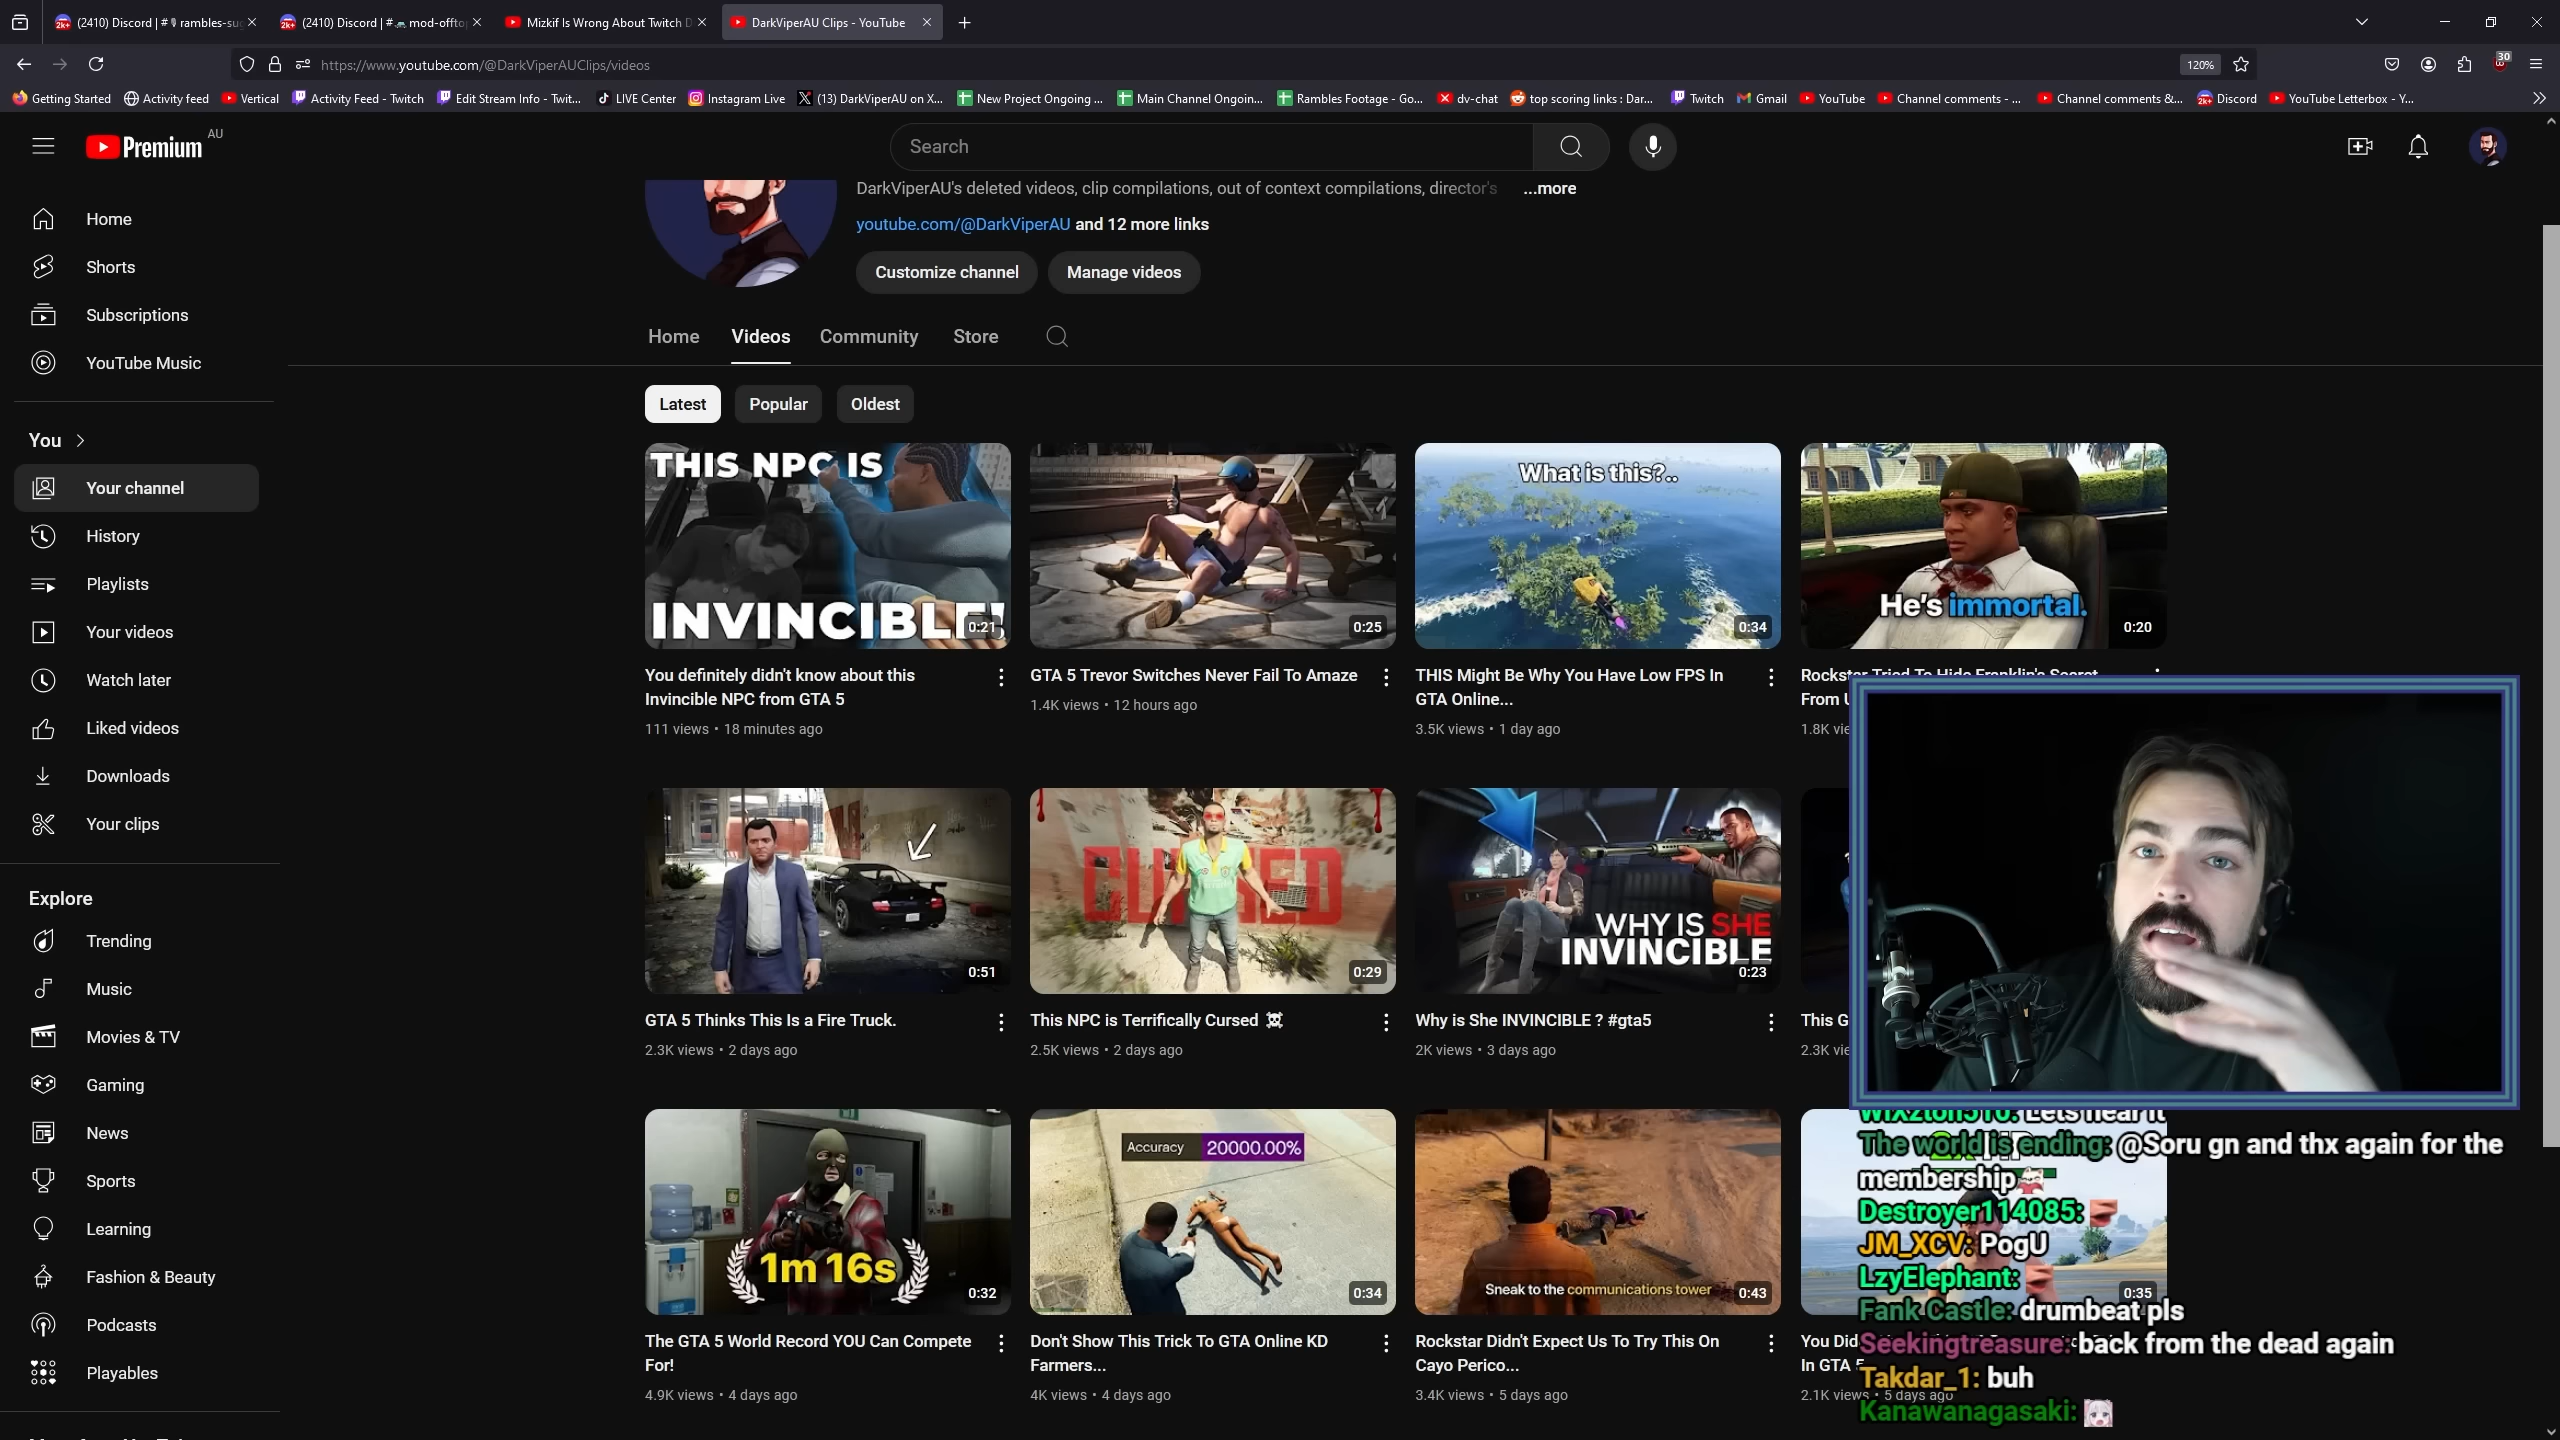 (2410) Discord | # rambles-sug
(2410) Discord | # mod-offto
Mizkif Is Wrong About Twitch D
DarkViperAU Clips - YouTube
https://www.youtube.com/@DarkViperAUClips/videos
120%
30
Getting Started
Activity feed
Vertical
Activity Feed - Twitch
Edit Stream Info - Twit...
LIVE Center
Instagram Live
(13) DarkViperAU on X...
New Project Ongoing ...
Main Channel Ongoin...
Rambles Footage - Go...
dv-chat
top scoring links : Dar...
Twitch
Gmail
YouTube
Channel comments - ...
Channel comments &...
Discord
YouTube Letterbox - Y...
Premium
AU
Search
Home
Shorts
Subscriptions
YouTube Music
You
Your channel
History
Playlists
Your videos
Watch later
Liked videos
Downloads
Your clips
Explore
Trending
Music
Movies & TV
Gaming
News
Sports
Learning
Fashion & Beauty
Podcasts
Playables
DarkViperAU's deleted videos, clip compilations, out of context compilations, director's
...more
youtube.com/@DarkViperAU and 12 more links
Customize channel
Manage videos
Home
Videos
Community
Store
Latest
Popular
Oldest
THIS NPC IS
INVINCIBLE!
0:21
You definitely didn't know about this
Invincible NPC from GTA 5
111 views • 18 minutes ago
0:25
GTA 5 Trevor Switches Never Fail To Amaze
1.4K views • 12 hours ago
What is this?..
0:34
THIS Might Be Why You Have Low FPS In
GTA Online...
3.5K views • 1 day ago
He's immortal.
0:20
Rockstar Tried To Hide Franklin's Secret
From U
1.8K vie
0:51
GTA 5 Thinks This Is a Fire Truck.
2.3K views • 2 days ago
CURSED
0:29
This NPC is Terrifically Cursed ☠
2.5K views • 2 days ago
WHY IS SHE
INVINCIBLE
0:23
Why is She INVINCIBLE ? #gta5
2K views • 3 days ago
This G
2.3K vie
1m 16s
0:32
The GTA 5 World Record YOU Can Compete
For!
4.9K views • 4 days ago
Accuracy 20000.00%
0:34
Don't Show This Trick To GTA Online KD
Farmers...
4K views • 4 days ago
Sneak to the communications tower
0:43
Rockstar Didn't Expect Us To Try This On
Cayo Perico...
3.4K views • 5 days ago
0:35
You Did
In GTA 5
2.1K views • 5 days ago
Lets hear it
The world is ending: @Soru gn and thx again for the
membership
Destroyer114085:
JM_XCV: PogU
LzyElephant:
Fank Castle: drumbeat pls
Seekingtreasure: back from the dead again
Takdar_1: buh
Kanawanagasaki: